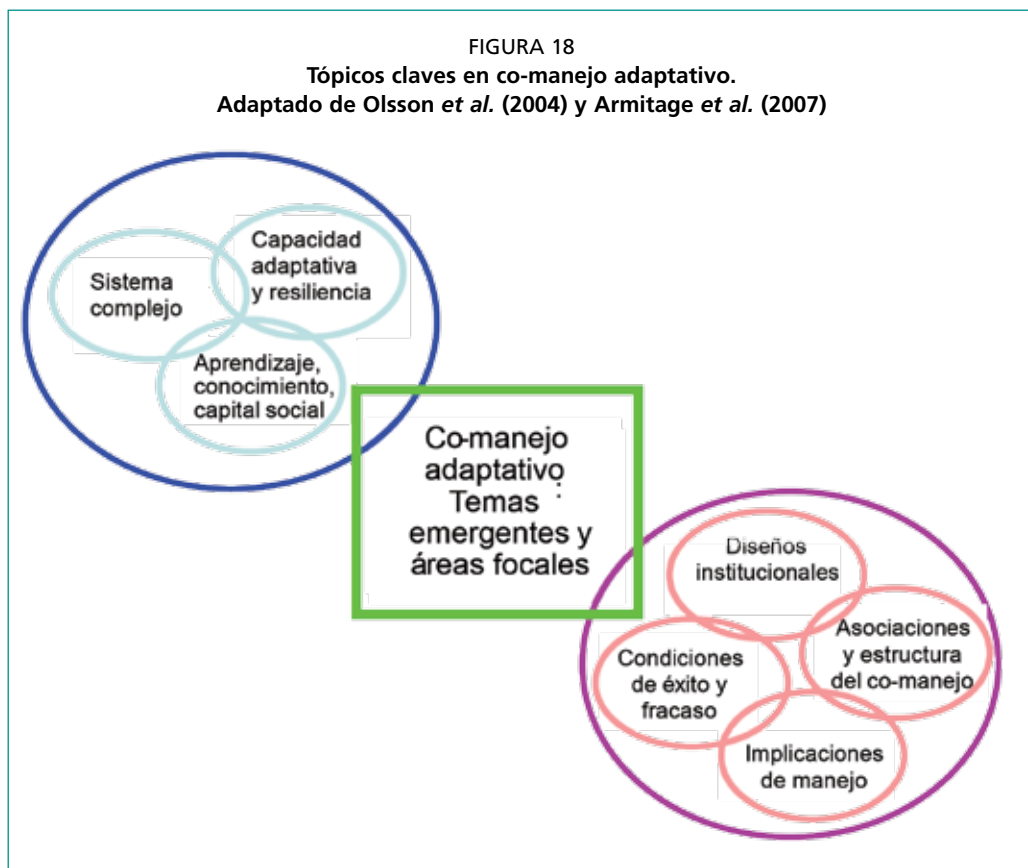 FIGURA 18
Tópicos claves en co-manejo adaptativo.
Adaptado de Olsson et al. (2004) y Armitage et al. (2007)
Capacidad
adaptativa
y resiliencia
Sistema
complejo
Aprendizaje,
conocimiento,
capital social
Co-manejo
adaptativo :
Temas
emergentes y
áreas focales
Diseños
institucionales
Asociaciones
y estructura
del co-manejo
Condiciones
de éxito y
fracaso
Implicaciones
de manejo